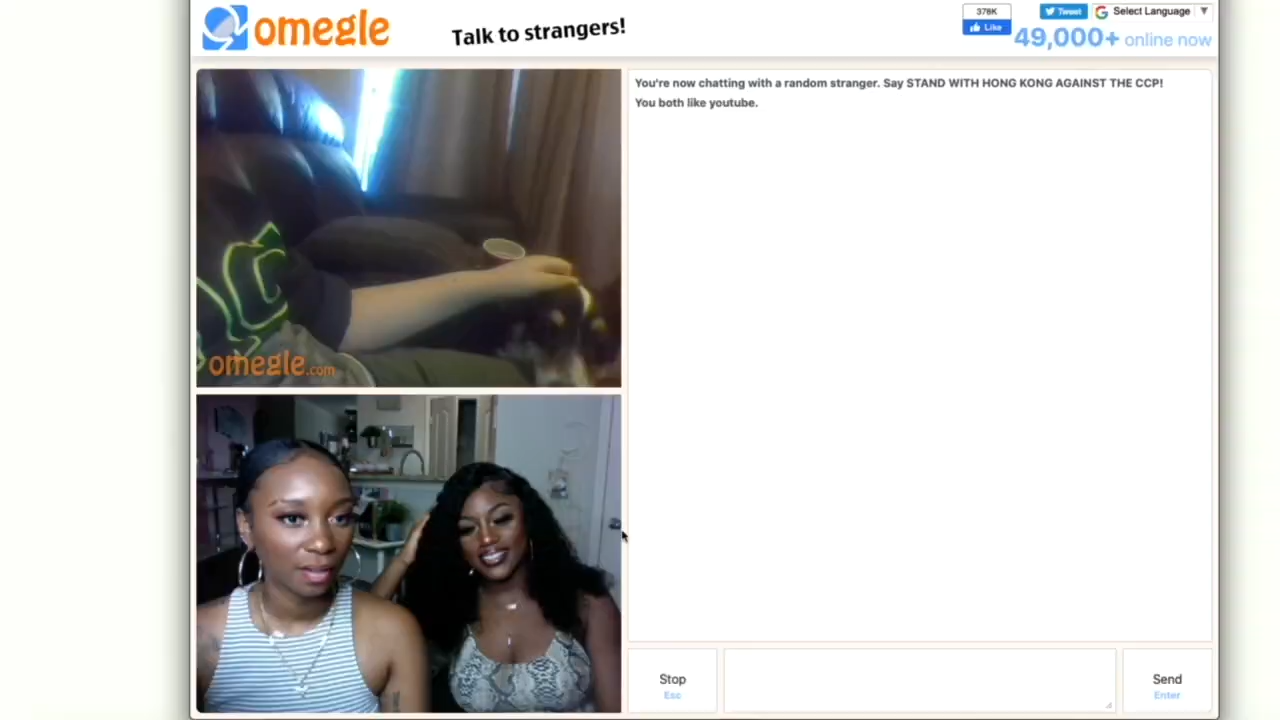 omegle
Talk to strangers!
378K
Like
Tweet
Select Language
49,000+ online now
You're now chatting with a random stranger. Say STAND WITH HONG KONG AGAINST THE CCP!
You both like youtube.
omegle.com
Stop
Esc
Send
Enter